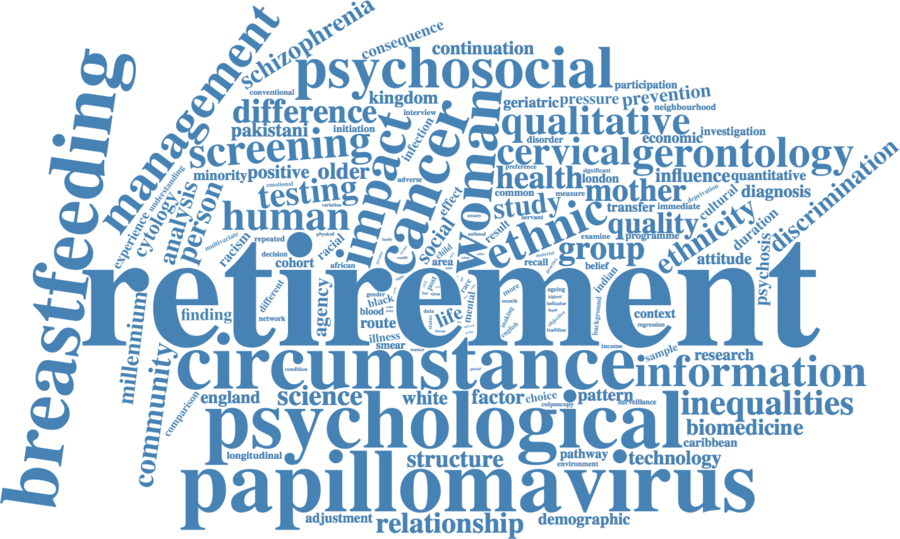 schizophrenia
consequence
continuation
management
psychosocial
participation
conventional
kingdom
geriatric
pressure
prevention
neighbourhood
breastfeeding
difference
interview
pakistani
initiation
infection
qualitative
economic
investigation
disorder
screening
impact
cancer
woman
cervical
gerontology
preference
significant
minority
positive
older
adverse
health
london
influence
quantitative
understanding
emotional
testing
common
measure
mother
deprivation
diagnosis
discrimination
experience
cytology
analysis
person
human
variation
effect
study
servant
transfer
immediate
cultural
multivariate
racism
repeated
physical
racial
social
result
ethnic
examine
quality
programme
ethnicity
duration
anxiety
national
decision
cohort
african
family
child
area
recall
group
belief
attitude
psychosis
retirement
millennium
finding
different
network
agency
gender
black
blood
route
data
life
mental
race
more
making
english
ageing
tradition
indian
background
context
regression
illness
smear
income
community
circumstance
condition
period
information
sample
research
comparison
england
science
white
factor
choice
colposcopy
pattern
surveillance
inequalities
psychological
biomedicine
caribbean
longitudinal
structure
pathway
environment
technology
papillomavirus
adjustment
relationship
demographic